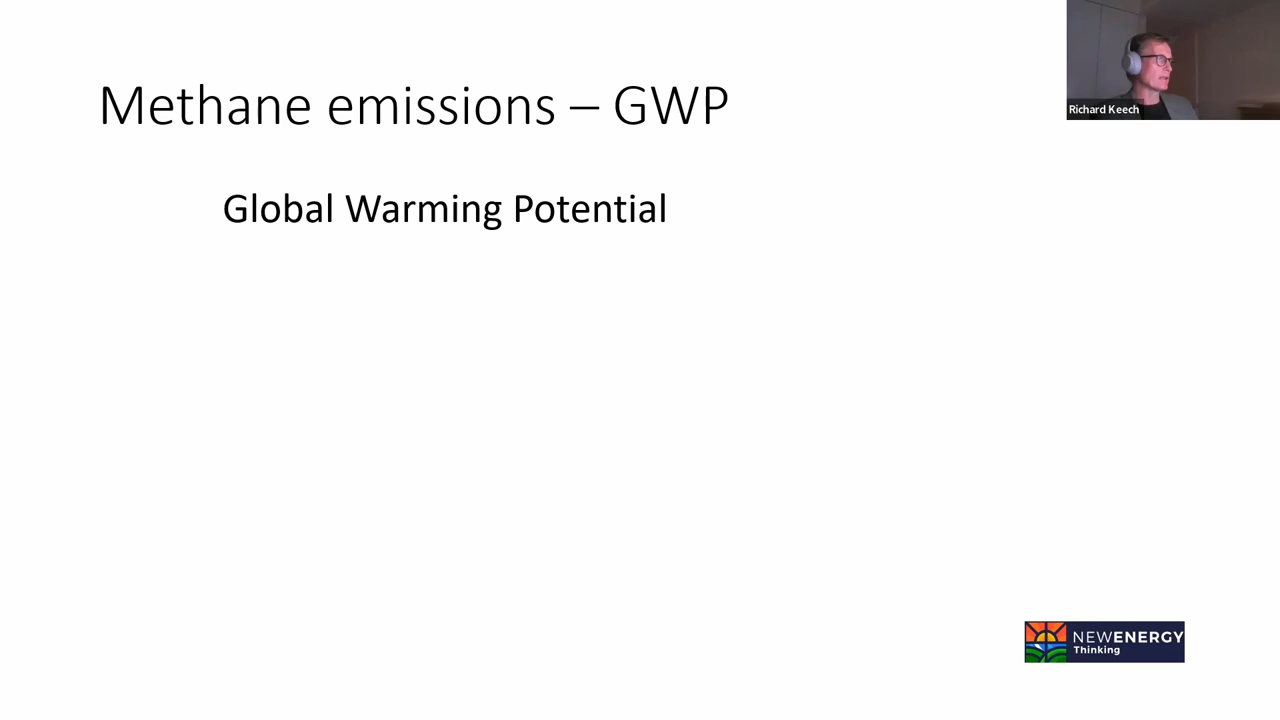 Methane emissions – GWP
Richard Keech
Global Warming Potential
NEWENERGY
Thinking